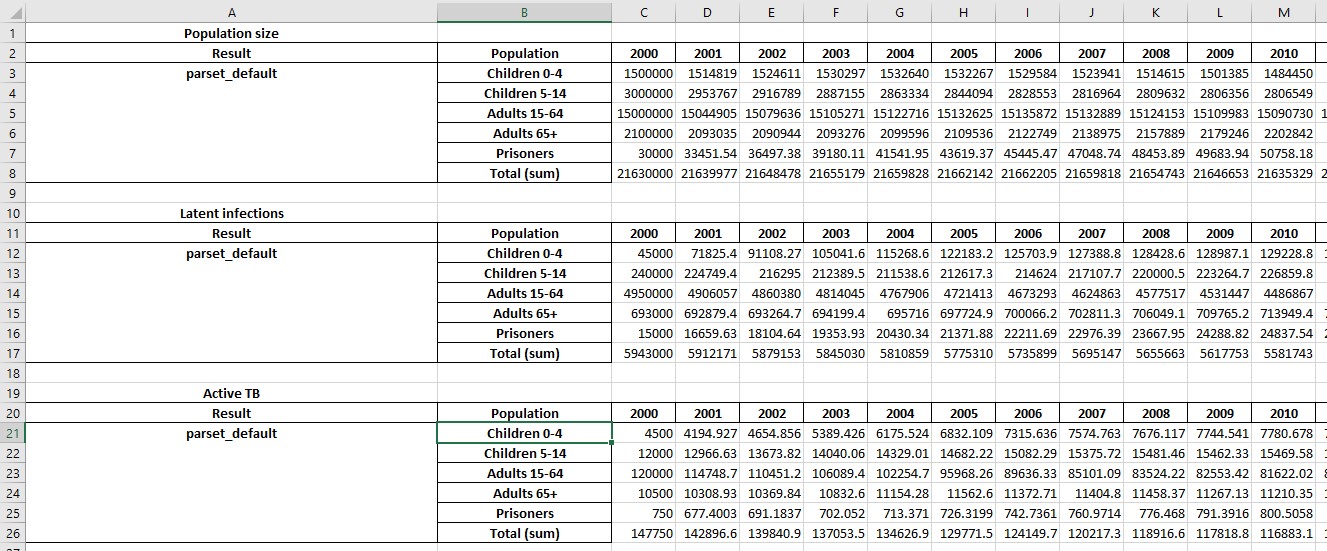 A B C D E F G H I J K L M
1 Population size
2 Result Population 2000 2001 2002 2003 2004 2005 2006 2007 2008 2009 2010
3 parset_default Children 0-4 1500000 1514819 1524611 1530297 1532640 1532267 1529584 1523941 1514615 1501385 1484450
4 Children 5-14 3000000 2953767 2916789 2887155 2863334 2844094 2828553 2816964 2809632 2806356 2806549
5 Adults 15-64 15000000 15044905 15079636 15105271 15122716 15132625 15135872 15132889 15124153 15109983 15090730 1
6 Adults 65+ 2100000 2093035 2090944 2093276 2099596 2109536 2122749 2138975 2157889 2179246 2202842
7 Prisoners 30000 33451.54 36497.38 39180.11 41541.95 43619.37 45445.47 47048.74 48453.89 49683.94 50758.18
8 Total (sum) 21630000 21639977 21648478 21655179 21659828 21662142 21662205 21659818 21654743 21646653 21635329 2
9
10 Latent infections
11 Result Population 2000 2001 2002 2003 2004 2005 2006 2007 2008 2009 2010
12 parset_default Children 0-4 45000 71825.4 91108.27 105041.6 115268.6 122183.2 125703.9 127388.8 128428.6 128987.1 129228.8
13 Children 5-14 240000 224749.4 216295 212389.5 211538.6 212617.3 214624 217107.7 220000.5 223264.7 226859.8
14 Adults 15-64 4950000 4906057 4860380 4814045 4767906 4721413 4673293 4624863 4577517 4531447 4486867
15 Adults 65+ 693000 692879.4 693264.7 694199.4 695716 697724.9 700066.2 702811.3 706049.1 709765.2 713949.4
16 Prisoners 15000 16659.63 18104.64 19353.93 20430.34 21371.88 22211.69 22976.39 23667.95 24288.82 24837.54
17 Total (sum) 5943000 5912171 5879153 5845030 5810859 5775310 5735899 5695147 5655663 5617753 5581743
18
19 Active TB
20 Result Population 2000 2001 2002 2003 2004 2005 2006 2007 2008 2009 2010
21 parset_default Children 0-4 4500 4194.927 4654.856 5389.426 6175.524 6832.109 7315.636 7574.763 7676.117 7744.541 7780.678
22 Children 5-14 12000 12966.63 13673.82 14040.06 14329.01 14682.22 15082.29 15375.72 15481.46 15462.33 15469.58
23 Adults 15-64 120000 114748.7 110451.2 106089.4 102254.7 95968.26 89636.33 85101.09 83524.22 82553.42 81622.02
24 Adults 65+ 10500 10308.93 10369.84 10832.6 11154.28 11562.6 11372.71 11404.8 11458.37 11267.13 11210.35
25 Prisoners 750 677.4003 691.1837 702.052 713.371 726.3199 742.7361 760.9714 776.468 791.3916 800.5058
26 Total (sum) 147750 142896.6 139840.9 137053.5 134626.9 129771.5 124149.7 120217.3 118916.6 117818.8 116883.1